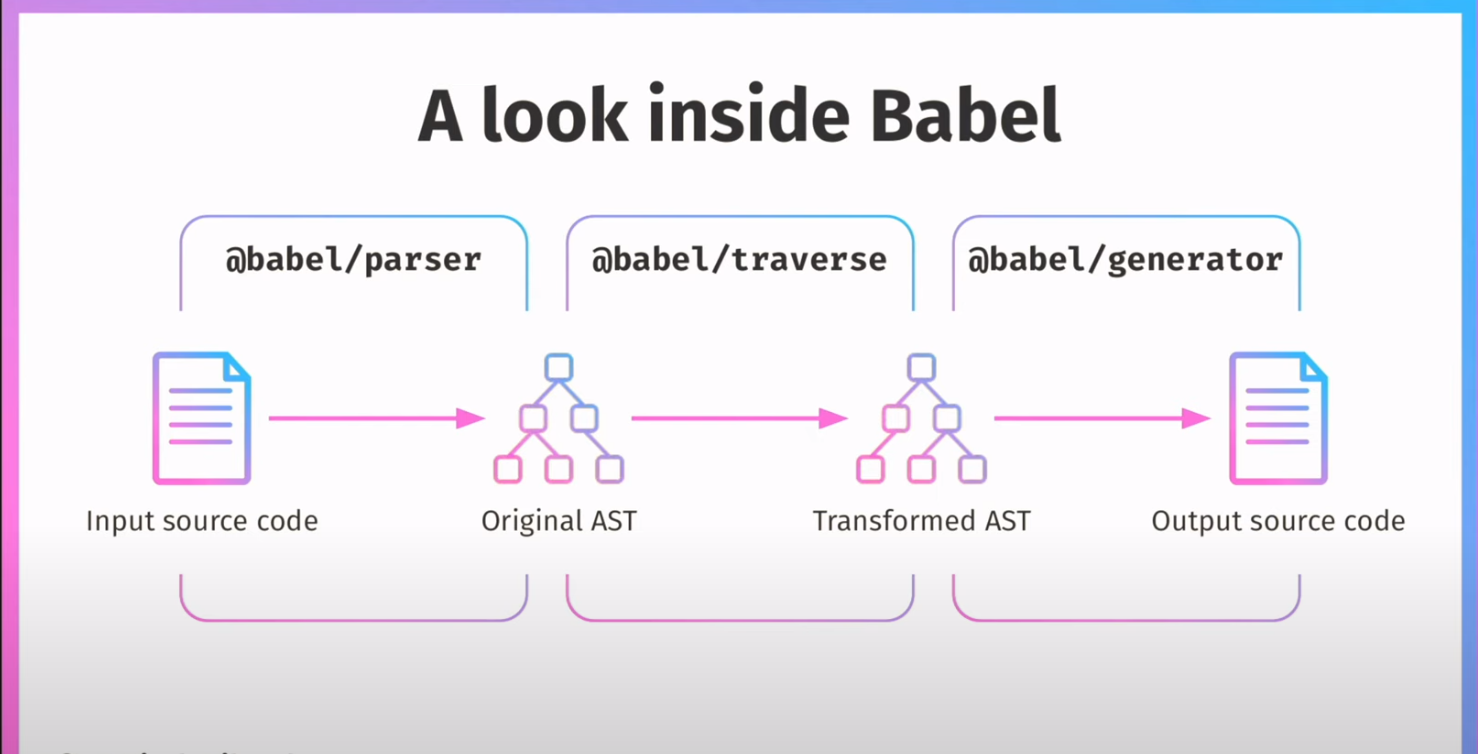 A look inside Babel
@babel/parser @babel/traverse @babel/generator
Input source code Original AST Transformed AST Output source code